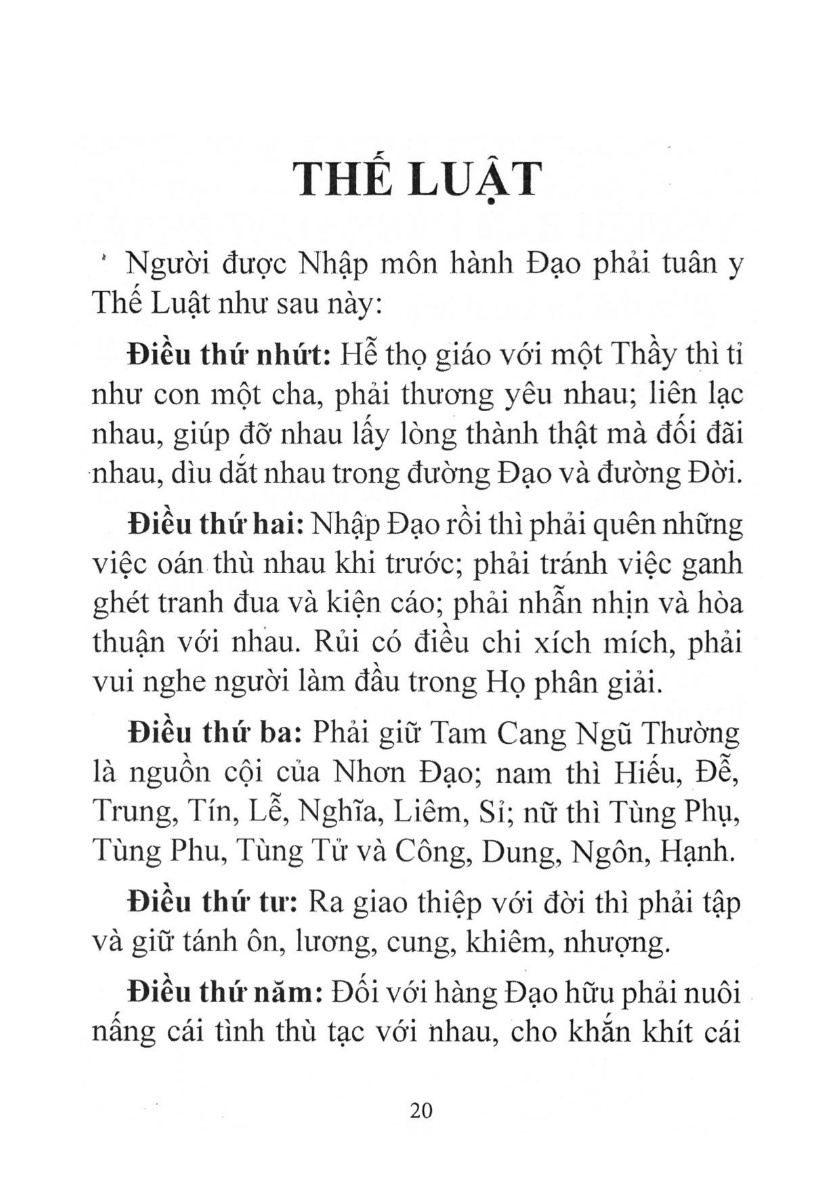 THẾ LUẬT
Người được Nhập môn hành Đạo phải tuân y
Thế Luật như sau này:
Điều thứ nhứt: Hễ thọ giáo với một Thầy thì tỉ
như con một cha, phải thương yêu nhau; liên lạc
nhau, giúp đỡ nhau lấy lòng thành thật mà đối đãi
nhau, dìu dắt nhau trong đường Đạo và đường Đời.
Điều thứ hai: Nhập Đạo rồi thì phải quên những
việc oán thù nhau khi trước; phải tránh việc ganh
ghét tranh đua và kiện cáo; phải nhẫn nhịn và hòa
thuận với nhau. Rủi có điều chi xích mích, phải
vui nghe người làm đầu trong Họ phân giải.
Điều thứ ba: Phải giữ Tam Cang Ngũ Thường
là nguồn cội của Nhơn Đạo; nam thì Hiếu, Đễ,
Trung, Tín, Lễ, Nghĩa, Liêm, Sỉ; nữ thì Tùng Phụ,
Tùng Phu, Tùng Tử và Công, Dung, Ngôn, Hạnh.
Điều thứ tư: Ra giao thiệp với đời thì phải tập
và giữ tánh ôn, lương, cung, khiêm, nhượng.
Điều thứ năm: Đối với hàng Đạo hữu phải nuôi
nấng cái tình thù tạc với nhau, cho khắn khít cái
20